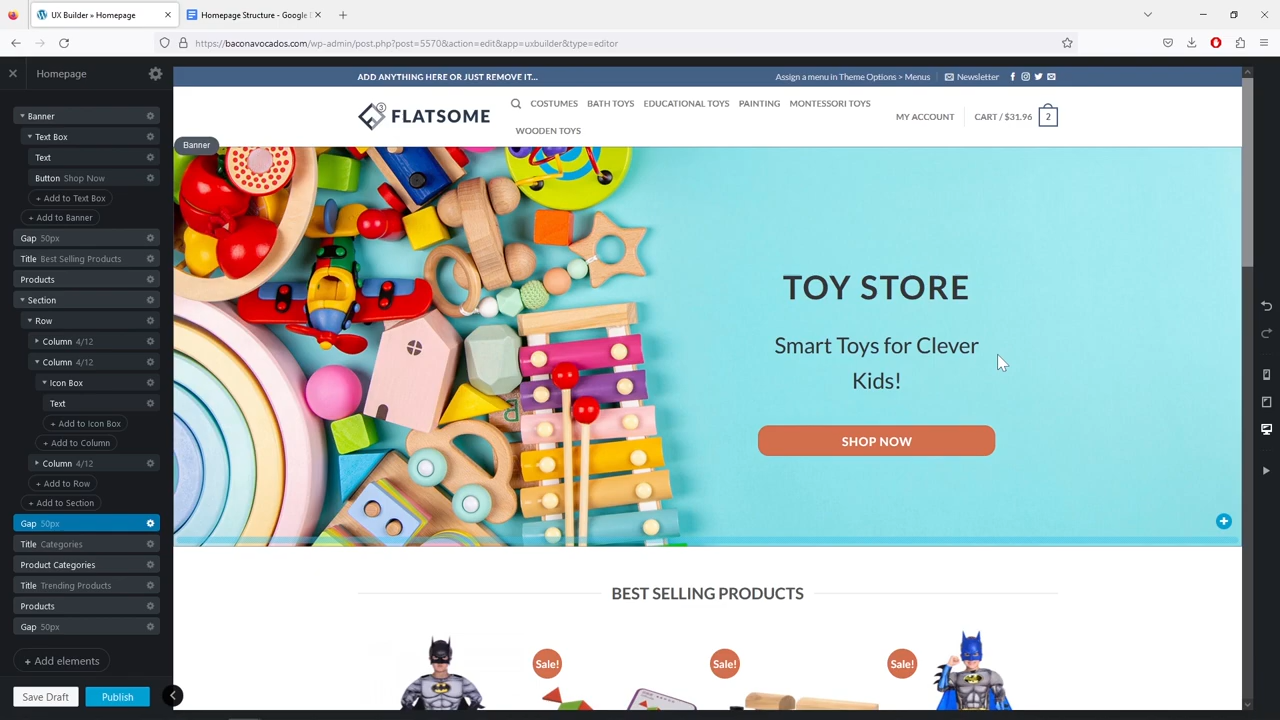 UX Builder » Homepage
Homepage Structure - Google D
https://baconavocados.com/wp-admin/post.php?post=5570&action=edit&app=uxbuilder&type=editor
Homepage
Banner
Text Box
Text
Button Shop Now
+ Add to Text Box
+ Add to Banner
Gap 50px
Title Best Selling Products
Products
Section
Row
Column 4/12
Column 4/12
Icon Box
Text
+ Add to Icon Box
+ Add to Column
Column 4/12
+ Add to Row
+ Add to Section
Gap 50px
Title Categories
Product Categories
Title Trending Products
Products
Gap 50px
+ Add elements
Save Draft
Publish
ADD ANYTHING HERE OR JUST REMOVE IT...
Assign a menu in Theme Options > Menus
Newsletter
3 FLATSOME
COSTUMES BATH TOYS EDUCATIONAL TOYS PAINTING MONTESSORI TOYS
WOODEN TOYS
MY ACCOUNT
CART / $31.96
2
Banner
TOY STORE
Smart Toys for Clever
Kids!
SHOP NOW
BEST SELLING PRODUCTS
Sale!
Sale!
Sale!